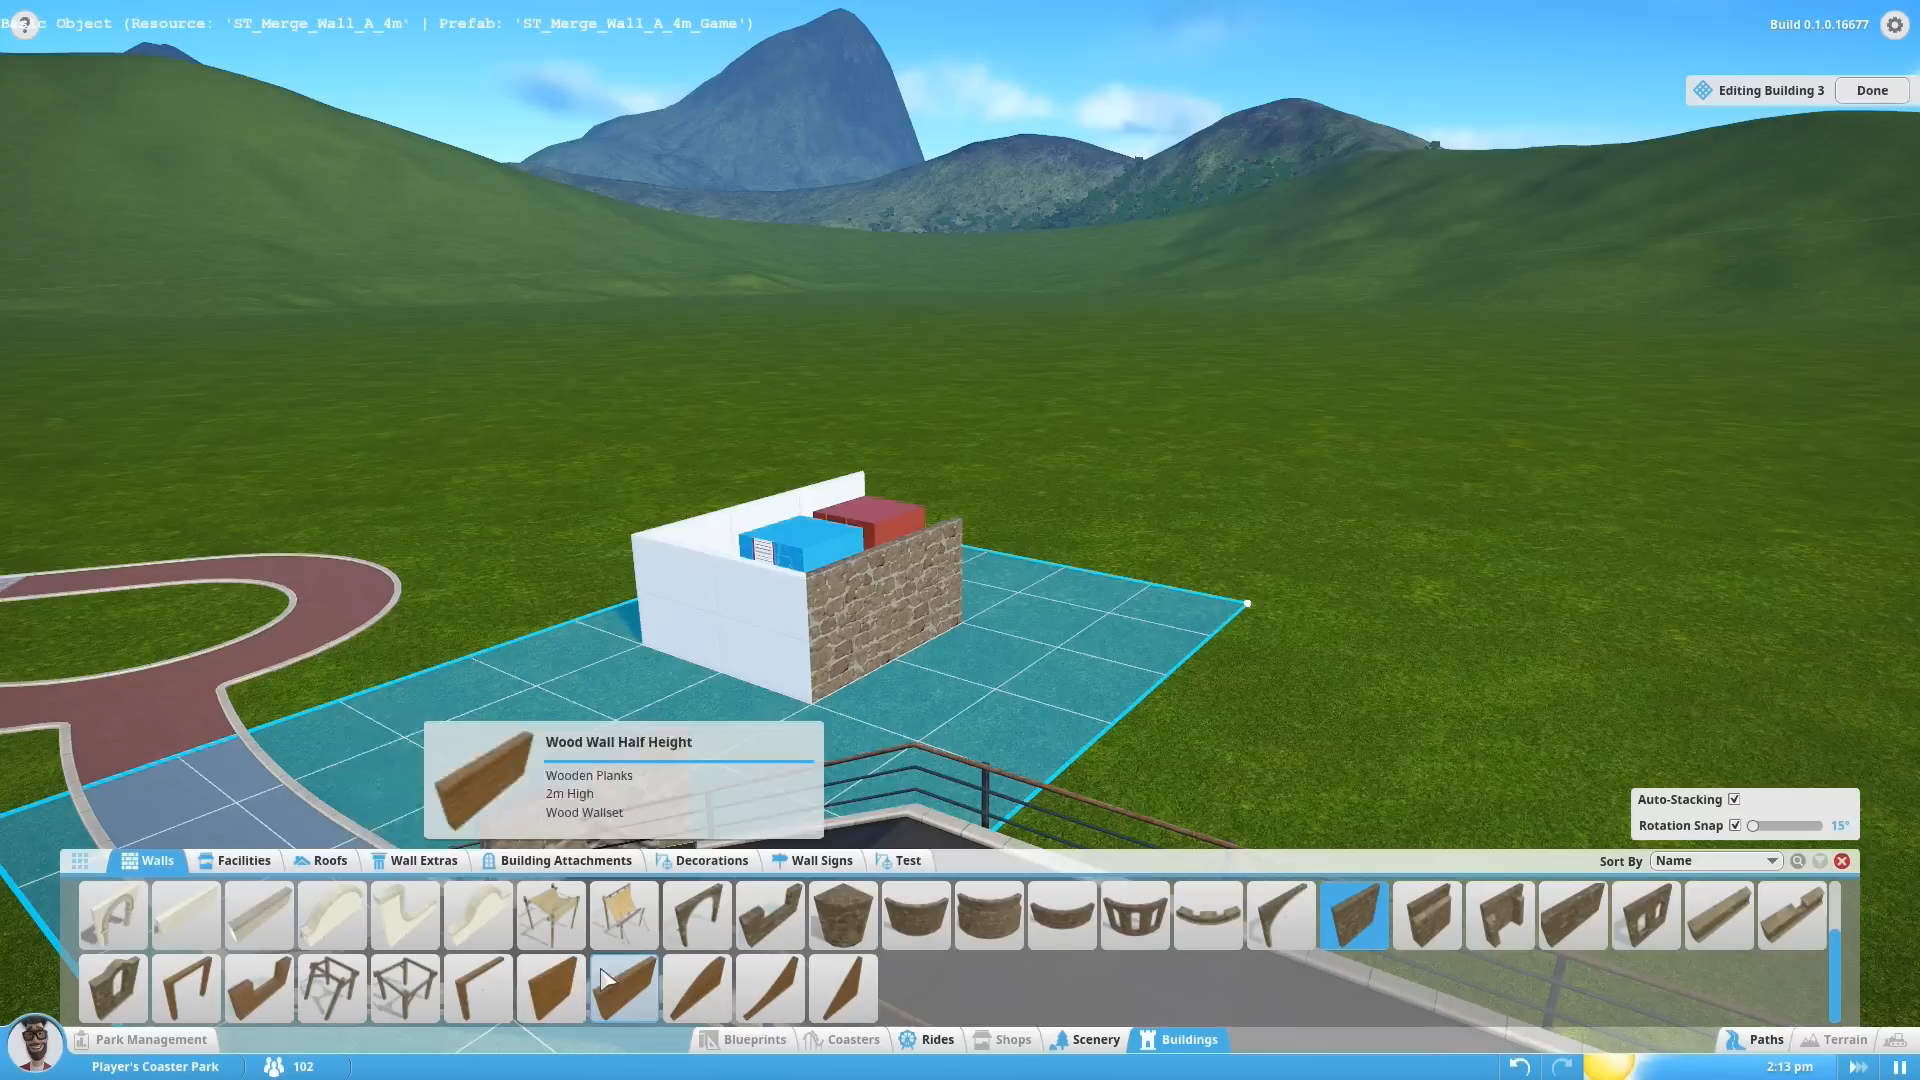 Basic Object (Resource: 'ST_Merge_Wall_A_4m' | Prefab: 'ST_Merge_Wall_A_4m_Game')
Build 0.1.0.16677
Editing Building 3
Done
Wood Wall Half Height
Wooden Planks
2m High
Wood Wallset
Auto-Stacking
Rotation Snap
15°
Walls
Facilities
Roofs
Wall Extras
Building Attachments
Decorations
Wall Signs
Test
Sort By
Name
Park Management
Blueprints
Coasters
Rides
Shops
Scenery
Buildings
Paths
Terrain
Player's Coaster Park
102
2:13 pm